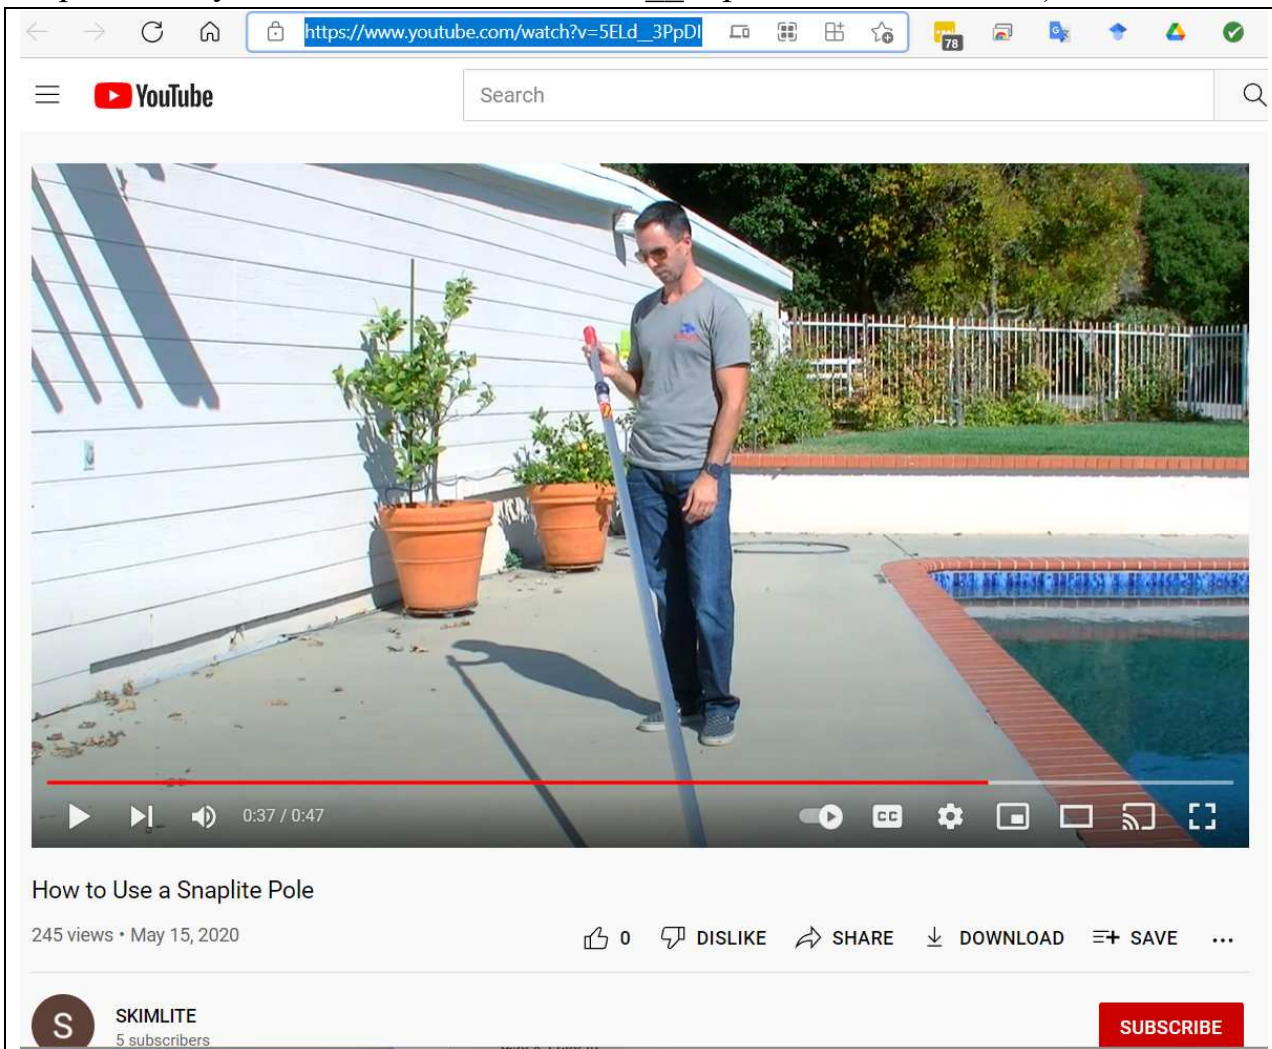 https://www.youtube.com/watch?v=5ELd__3PpDI
78
YouTube
Search
0:37 / 0:47
CC
How to Use a Snaplite Pole
245 views • May 15, 2020
0
DISLIKE
SHARE
DOWNLOAD
SAVE
S
SKIMLITE
5 subscribers
SUBSCRIBE